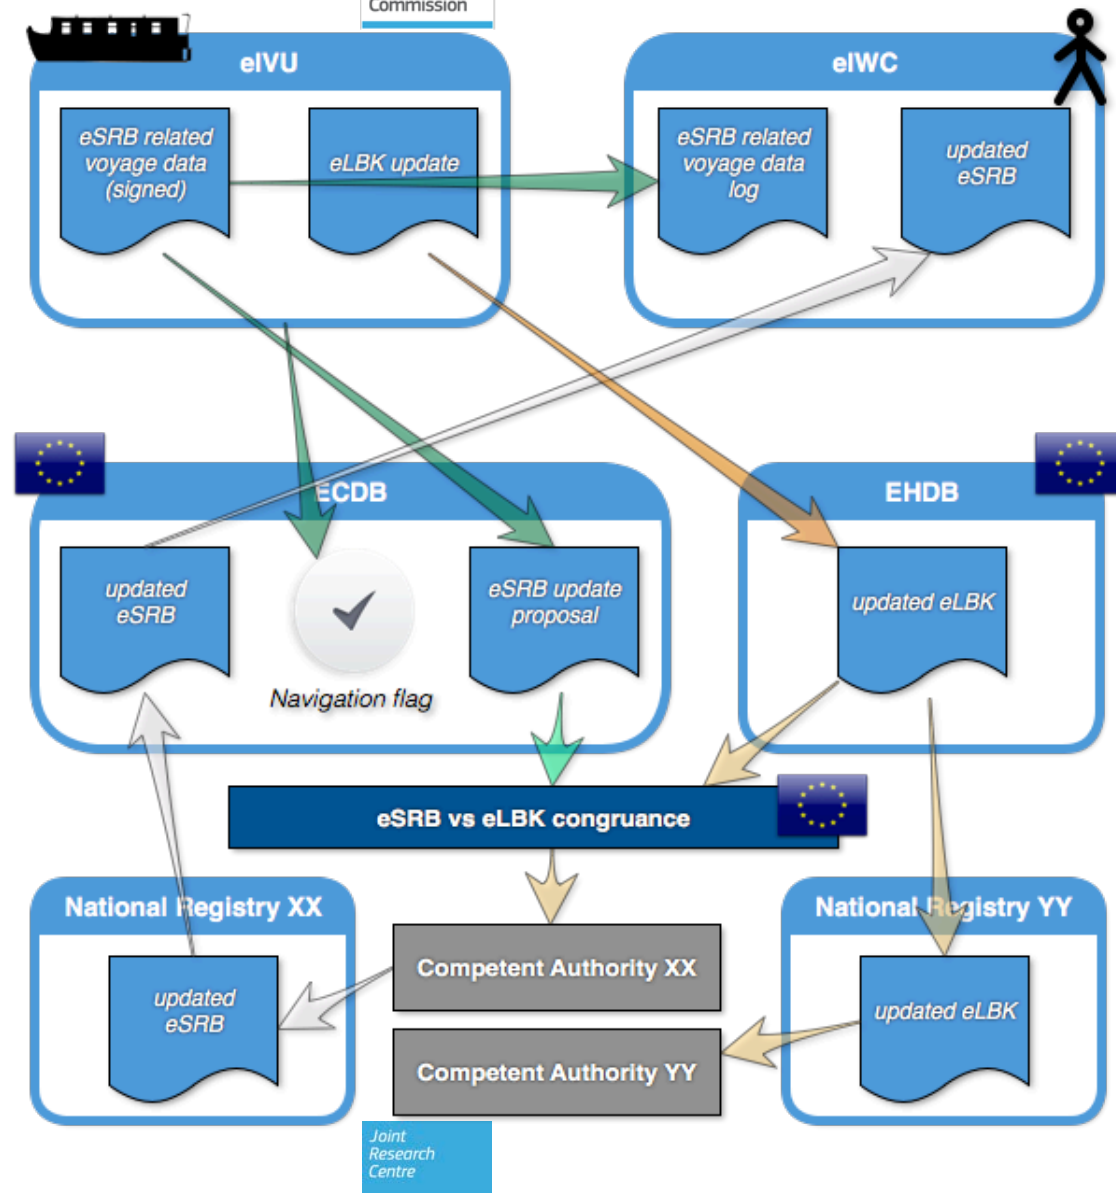 Commission
eIVU
eIWC
eSRB related
voyage data
(signed)
eLBK update
eSRB related
voyage data
log
updated
eSRB
ECDB
EHDB
updated
eSRB
Navigation flag
eSRB update
proposal
updated eLBK
eSRB vs eLBK congruance
National Registry XX
National Registry YY
updated
eSRB
Competent Authority XX
Competent Authority YY
updated eLBK
Joint
Research
Centre